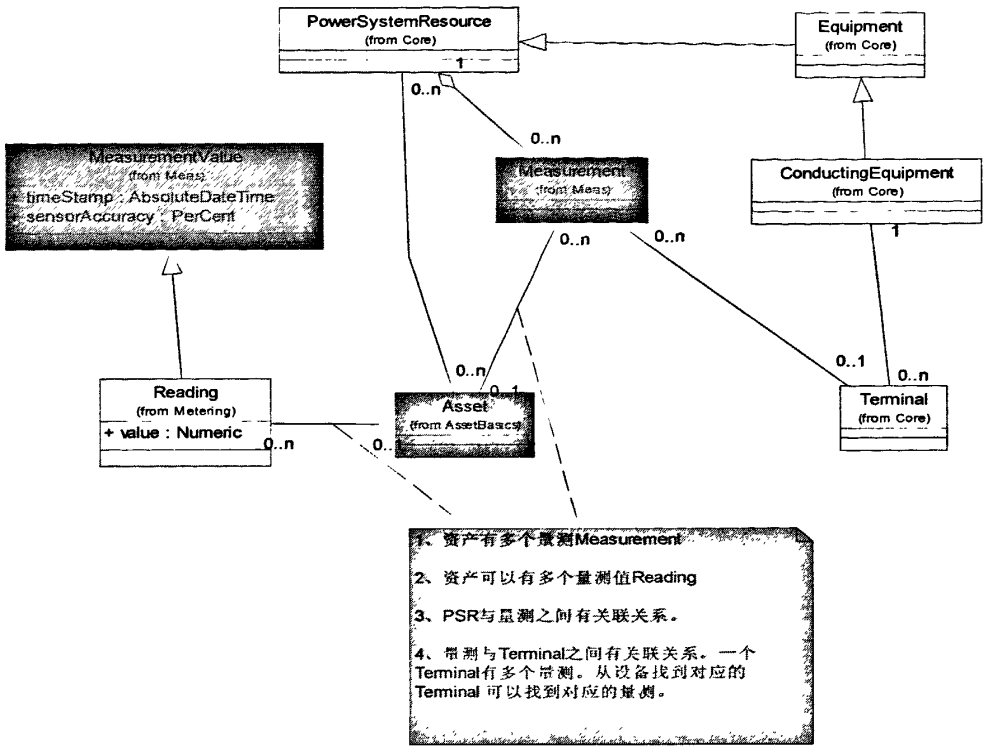 PowerSystemResource
(from Core)
1
0..n
Equipment
(from Core)
0..n
MeasurementValue
(from Meas)
timeStamp : AbsoluteDateTime
sensorAccuracy : PerCent
Measurement
(from Meas)
0..n
0..n
ConductingEquipment
(from Core)
1
Reading
(from Metering)
+ value : Numeric
0..n
0..n
0..1
Asset
(from AssetBasics)
0..
0..1
0..n
Terminal
(from Core)
1、资产有多个量测Measurement
2、资产可以有多个量测值Reading
3、PSR与量测之间有关联关系。
4、量测与Terminal之间有关联关系。一个
Terminal有多个量测。从设备找到对应的
Terminal 可以找到对应的量测。